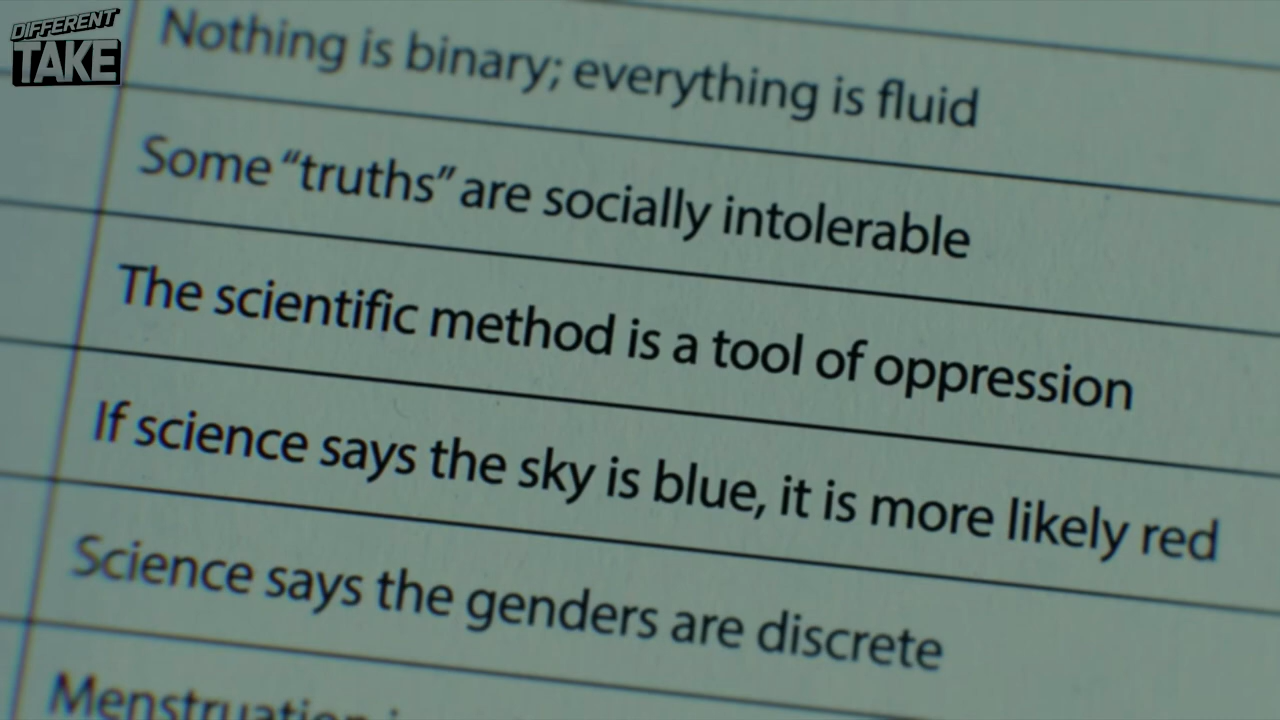 DIFFERENT
TAKE
Nothing is binary; everything is fluid
Some “truths” are socially intolerable
The scientific method is a tool of oppression
If science says the sky is blue, it is more likely red
Science says the genders are discrete
Menstruation